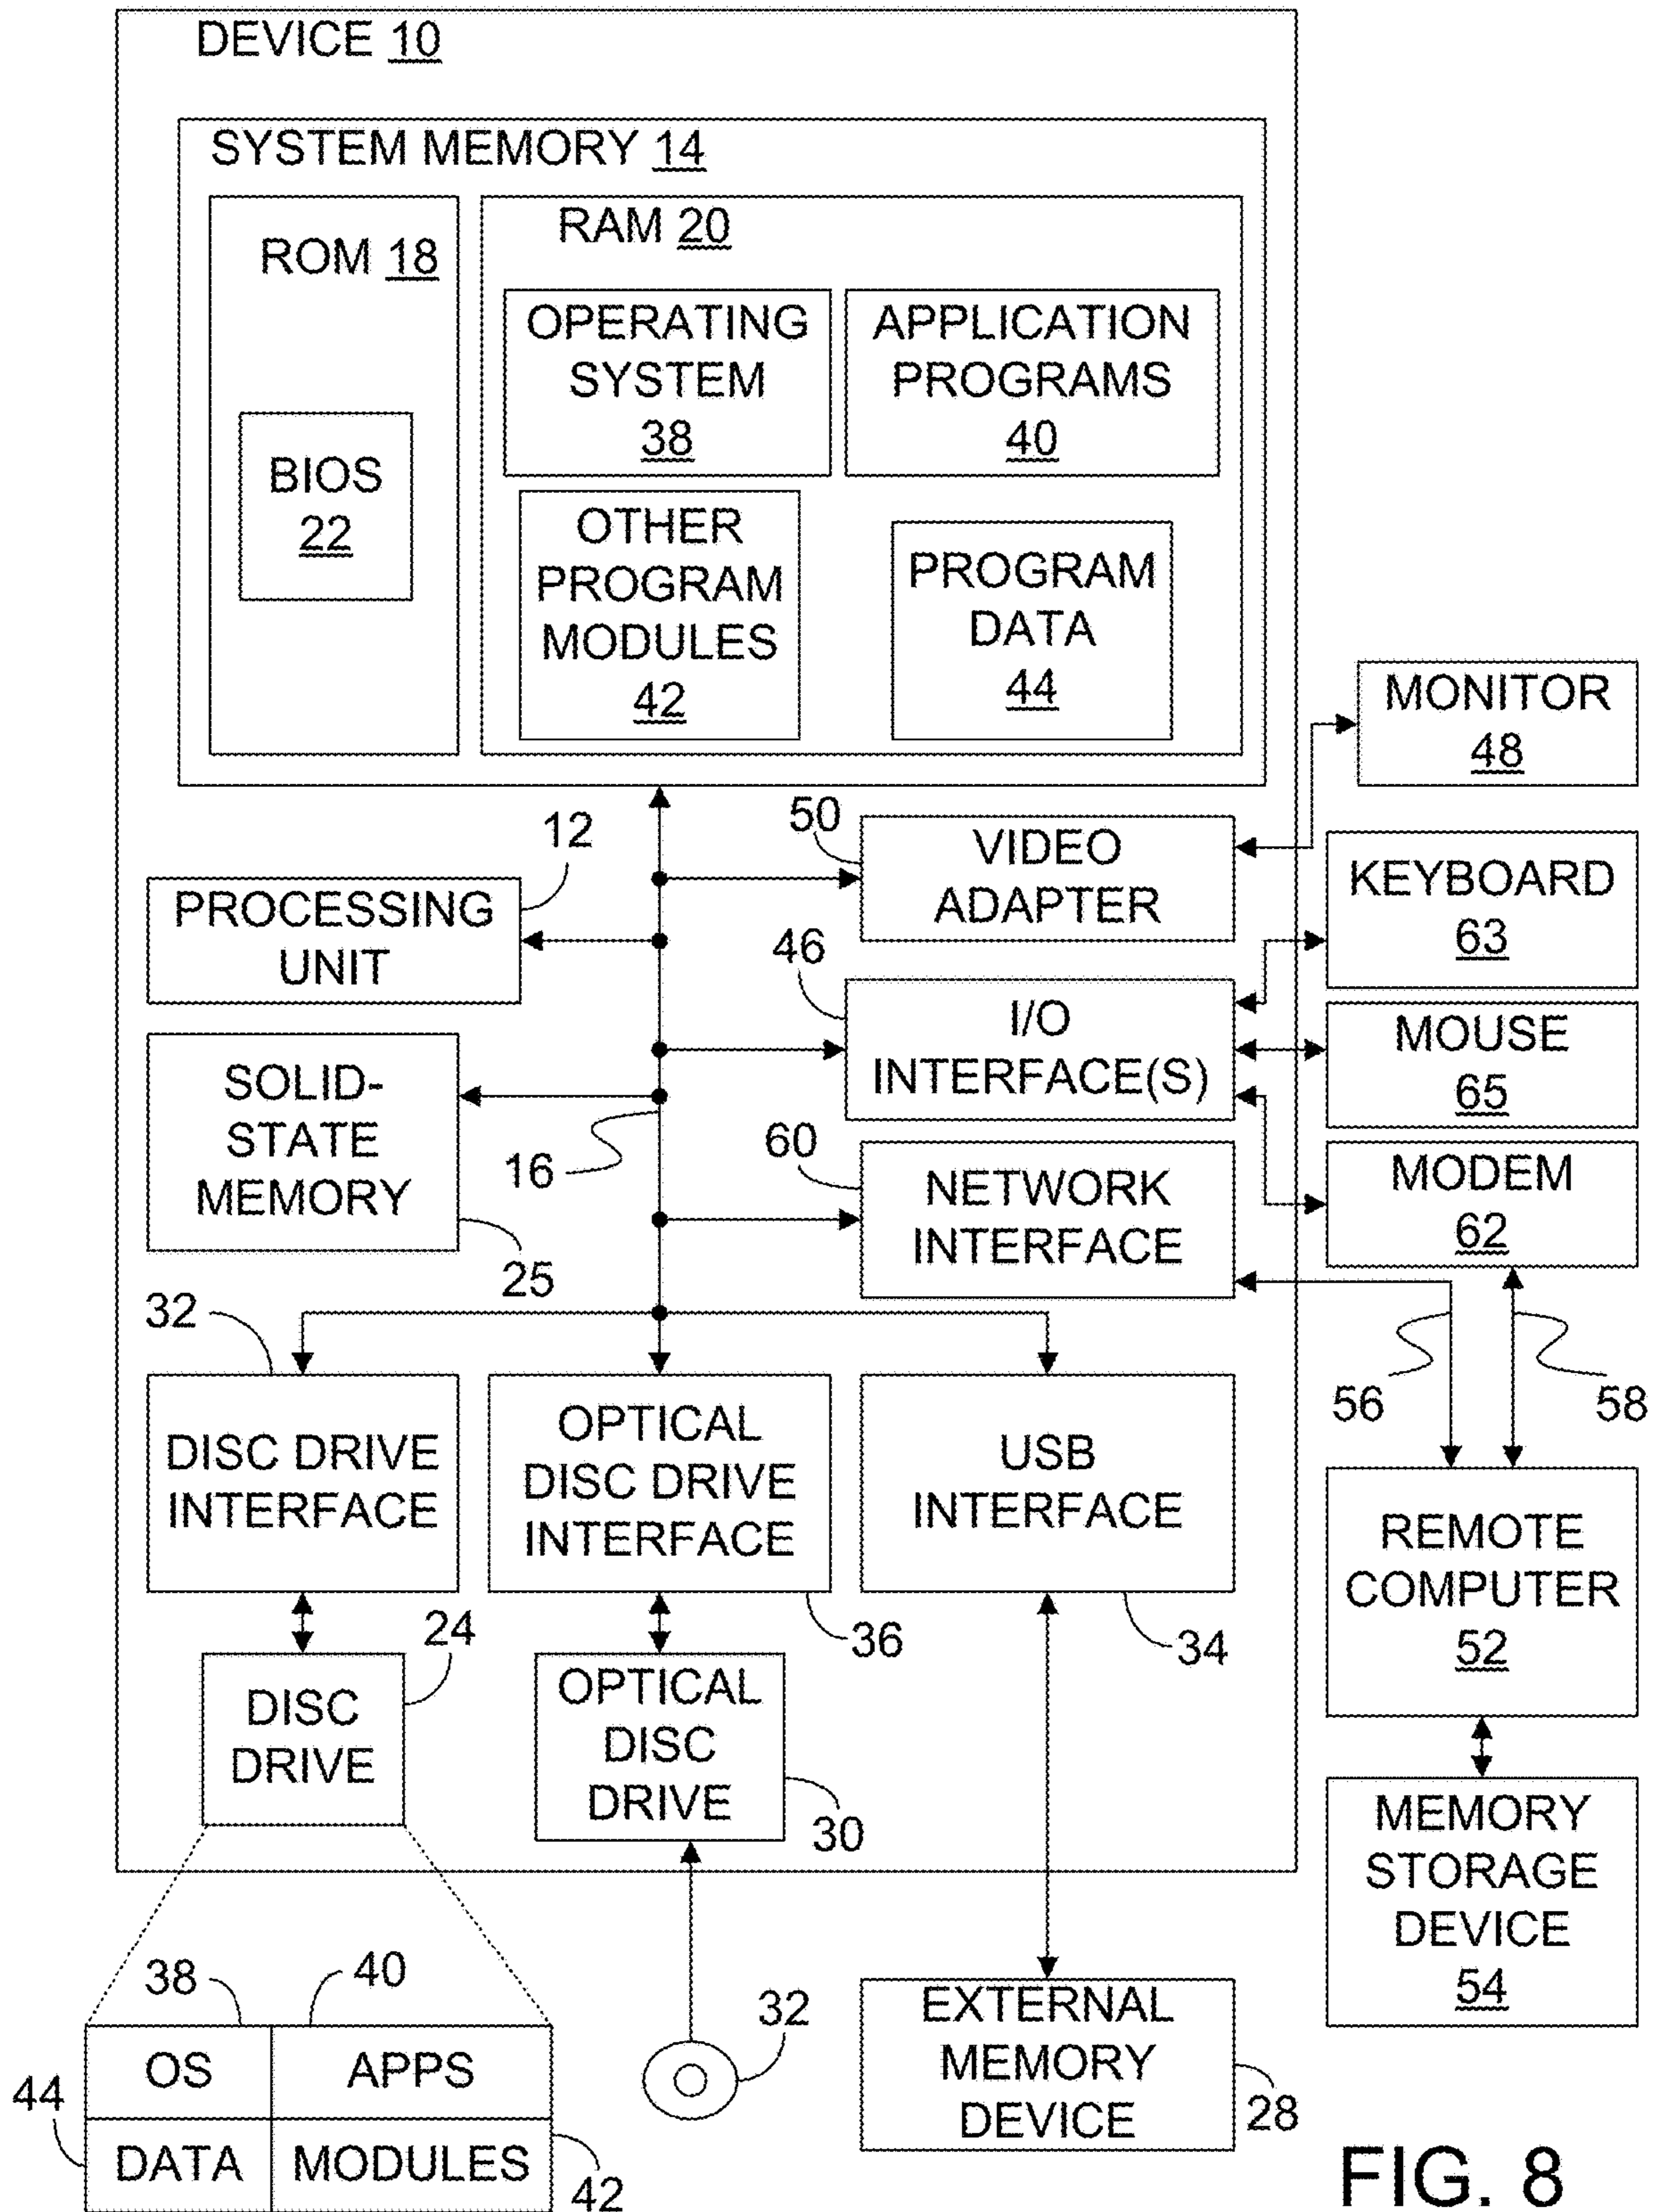 DEVICE 10
SYSTEM MEMORY 14
ROM 18
BIOS
22
RAM 20
OPERATING
SYSTEM
38
APPLICATION
PROGRAMS
40
OTHER
PROGRAM
MODULES
42
PROGRAM
DATA
44
MONITOR
48
12
PROCESSING
UNIT
50
VIDEO
ADAPTER
KEYBOARD
63
46
I/O
INTERFACE(S)
MOUSE
65
SOLID-
STATE
MEMORY
25
16
60
NETWORK
INTERFACE
MODEM
62
56
58
32
DISC DRIVE
INTERFACE
OPTICAL
DISC DRIVE
INTERFACE
36
USB
INTERFACE
34
REMOTE
COMPUTER
52
24
DISC
DRIVE
OPTICAL
DISC
DRIVE
30
MEMORY
STORAGE
DEVICE
54
38
40
OS
APPS
44
DATA
MODULES
42
32
EXTERNAL
MEMORY
DEVICE
28
FIG. 8